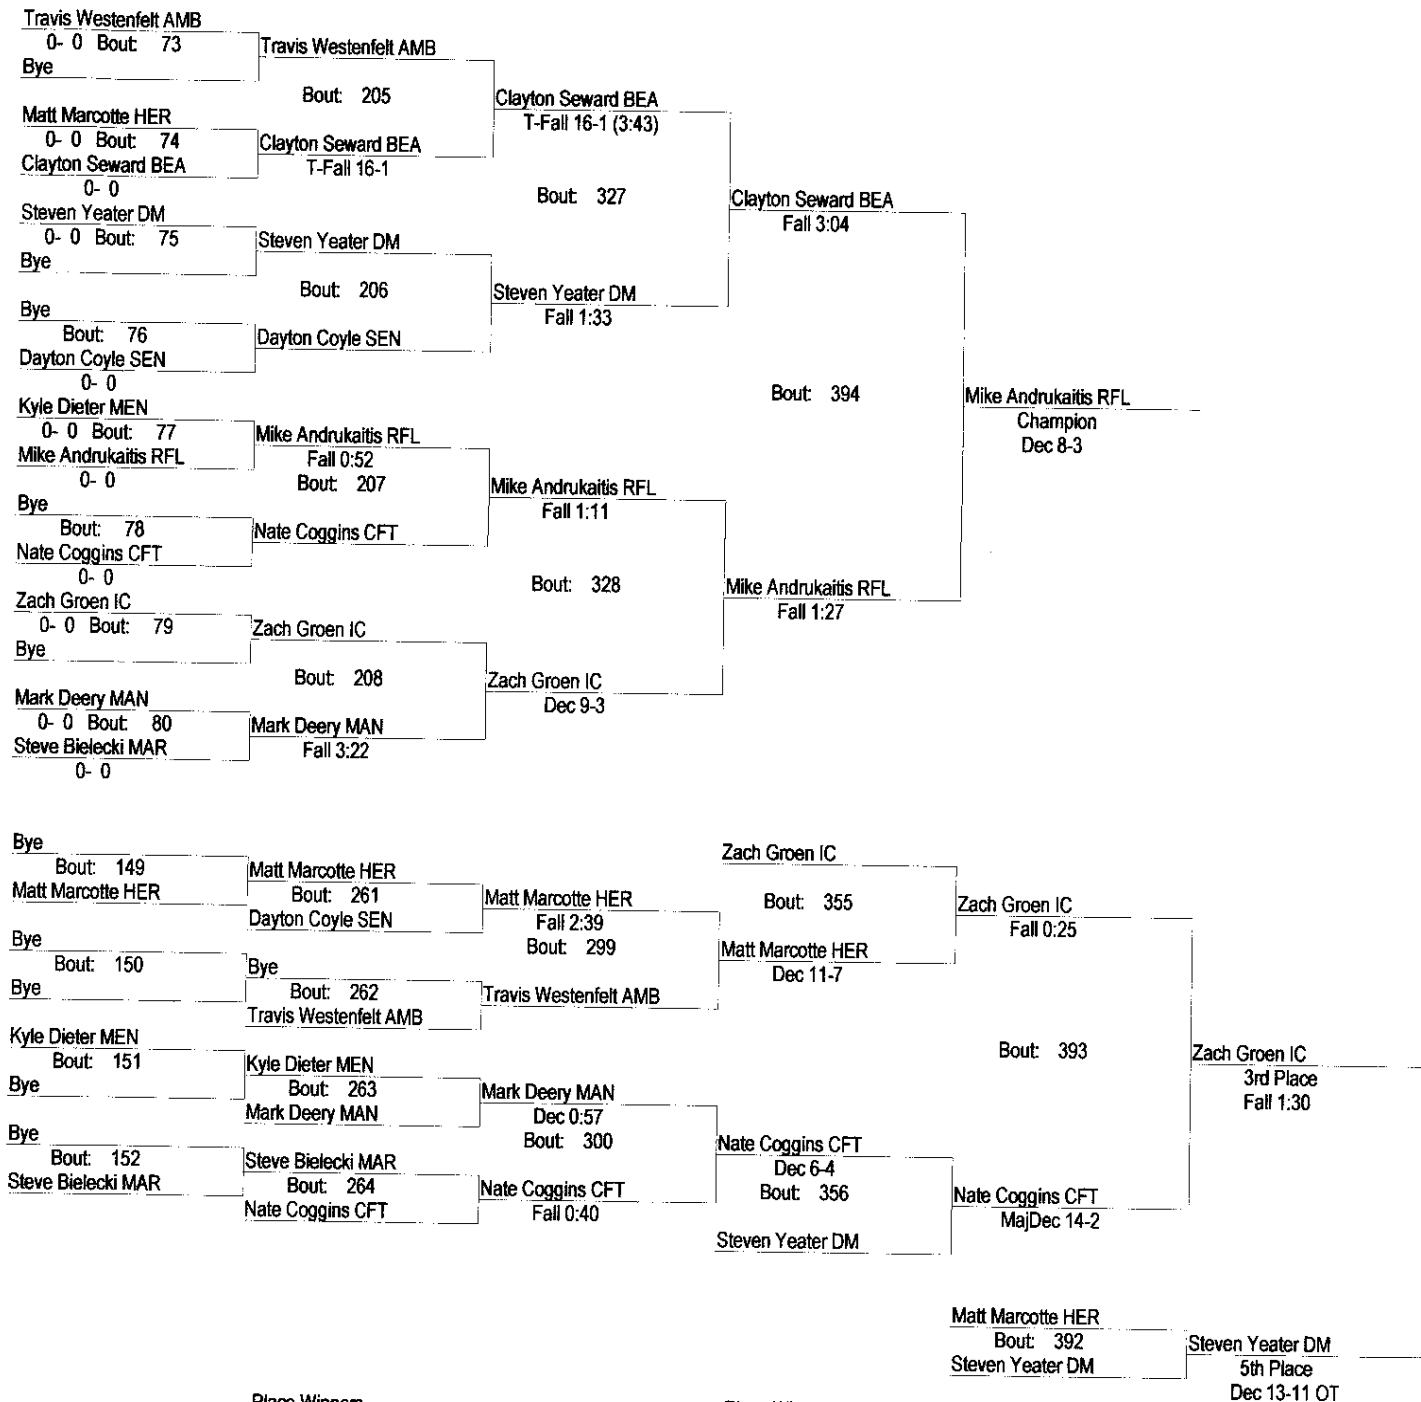 Travis Westenfelt AMB
0- 0 Bout: 73
Bye
Travis Westenfelt AMB
Bout: 205
Matt Marcotte HER
0- 0 Bout: 74
Clayton Seward BEA
0- 0
Clayton Seward BEA
T-Fall 16-1
Clayton Seward BEA
T-Fall 16-1 (3:43)
Bout: 327
Steven Yeater DM
0- 0 Bout: 75
Bye
Steven Yeater DM
Bout: 206
Bye
Bout: 76
Dayton Coyle SEN
0- 0
Dayton Coyle SEN
Steven Yeater DM
Fall 1:33
Clayton Seward BEA
Fall 3:04
Bout: 394
Kyle Dieter MEN
0- 0 Bout: 77
Mike Andrukaitis RFL
0- 0
Mike Andrukaitis RFL
Fall 0:52
Bout: 207
Bye
Bout: 78
Nate Coggins CFT
0- 0
Nate Coggins CFT
Mike Andrukaitis RFL
Fall 1:11
Bout: 328
Zach Groen IC
0- 0 Bout: 79
Bye
Zach Groen IC
Bout: 208
Mark Deery MAN
0- 0 Bout: 80
Steve Bielecki MAR
0- 0
Mark Deery MAN
Fall 3:22
Zach Groen IC
Dec 9-3
Mike Andrukaitis RFL
Fall 1:27
Mike Andrukaitis RFL
Champion
Dec 8-3
Bye
Bout: 149
Matt Marcotte HER
Matt Marcotte HER
Bout: 261
Dayton Coyle SEN
Matt Marcotte HER
Fall 2:39
Bout: 299
Bye
Bout: 150
Bye
Bye
Bout: 262
Travis Westenfelt AMB
Travis Westenfelt AMB
Zach Groen IC
Bout: 355
Matt Marcotte HER
Dec 11-7
Zach Groen IC
Fall 0:25
Bout: 393
Kyle Dieter MEN
Bout: 151
Bye
Kyle Dieter MEN
Bout: 263
Mark Deery MAN
Mark Deery MAN
Dec 0:57
Bout: 300
Bye
Bout: 152
Steve Bielecki MAR
Steve Bielecki MAR
Bout: 264
Nate Coggins CFT
Nate Coggins CFT
Fall 0:40
Nate Coggins CFT
Dec 6-4
Bout: 356
Steven Yeater DM
Nate Coggins CFT
MajDec 14-2
Zach Groen IC
3rd Place
Fall 1:30
Matt Marcotte HER
Bout: 392
Steven Yeater DM
Steven Yeater DM
5th Place
Dec 13-11 OT